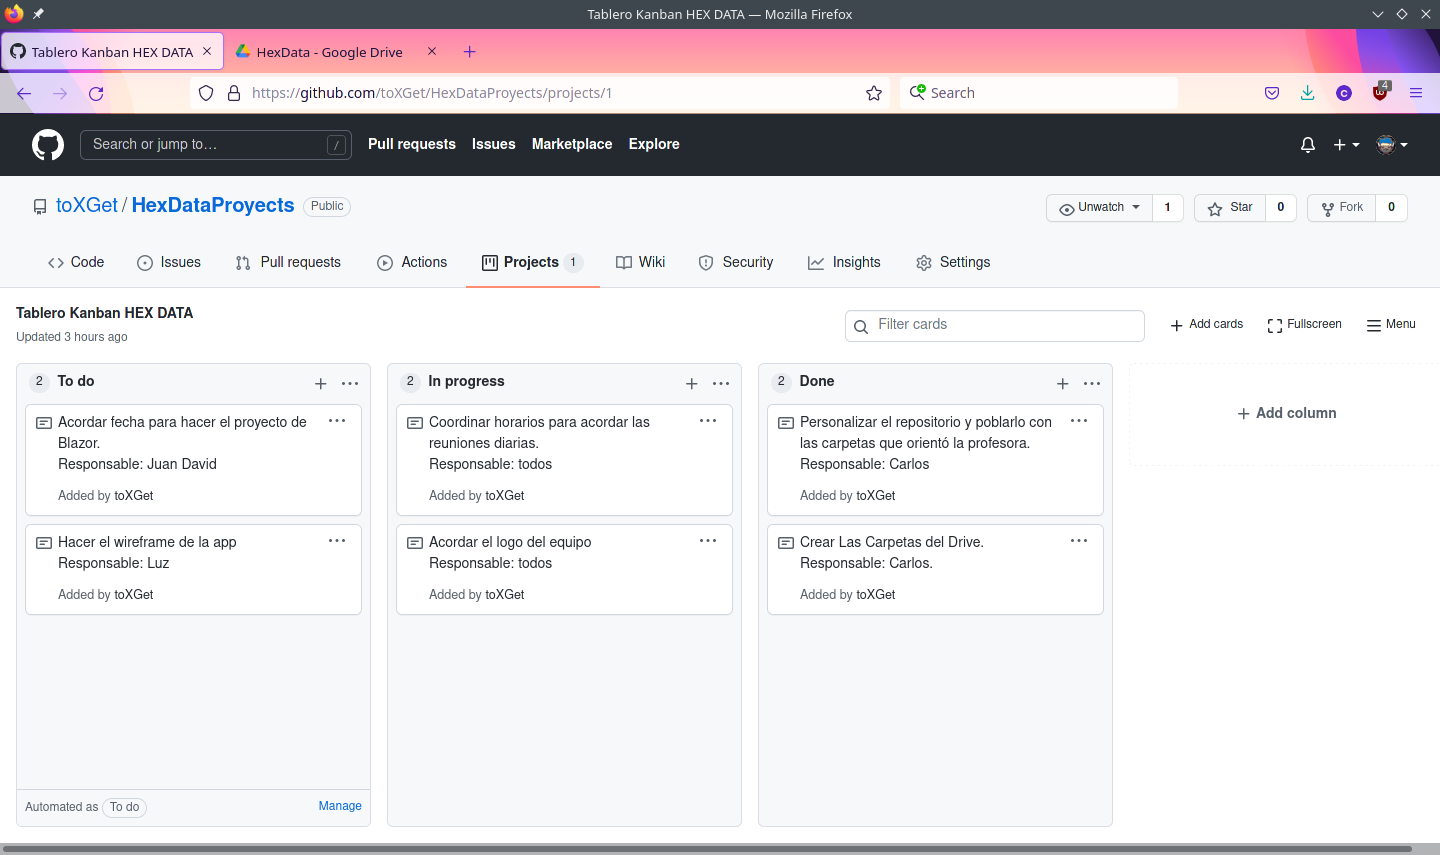 Tablero Kanban HEX DATA — Mozilla Firefox
Tablero Kanban HEX DATA
HexData - Google Drive
https://github.com/toXGet/HexDataProyects/projects/1
Search
C
4
Search or jump to…
/
Pull requests
Issues
Marketplace
Explore
toXGet / HexDataProyects
Public
Unwatch
1
Star
0
Fork
0
Code
Issues
Pull requests
Actions
Projects
1
Wiki
Security
Insights
Settings
Tablero Kanban HEX DATA
Updated 3 hours ago
Filter cards
Add cards
Fullscreen
Menu
2 To do
Acordar fecha para hacer el proyecto de
Blazor.
Responsable: Juan David
Added by toXGet
Hacer el wireframe de la app
Responsable: Luz
Added by toXGet
Automated as To do
Manage
2 In progress
Coordinar horarios para acordar las
reuniones diarias.
Responsable: todos
Added by toXGet
Acordar el logo del equipo
Responsable: todos
Added by toXGet
2 Done
Personalizar el repositorio y poblarlo con
las carpetas que orientó la profesora.
Responsable: Carlos
Added by toXGet
Crear Las Carpetas del Drive.
Responsable: Carlos.
Added by toXGet
Add column